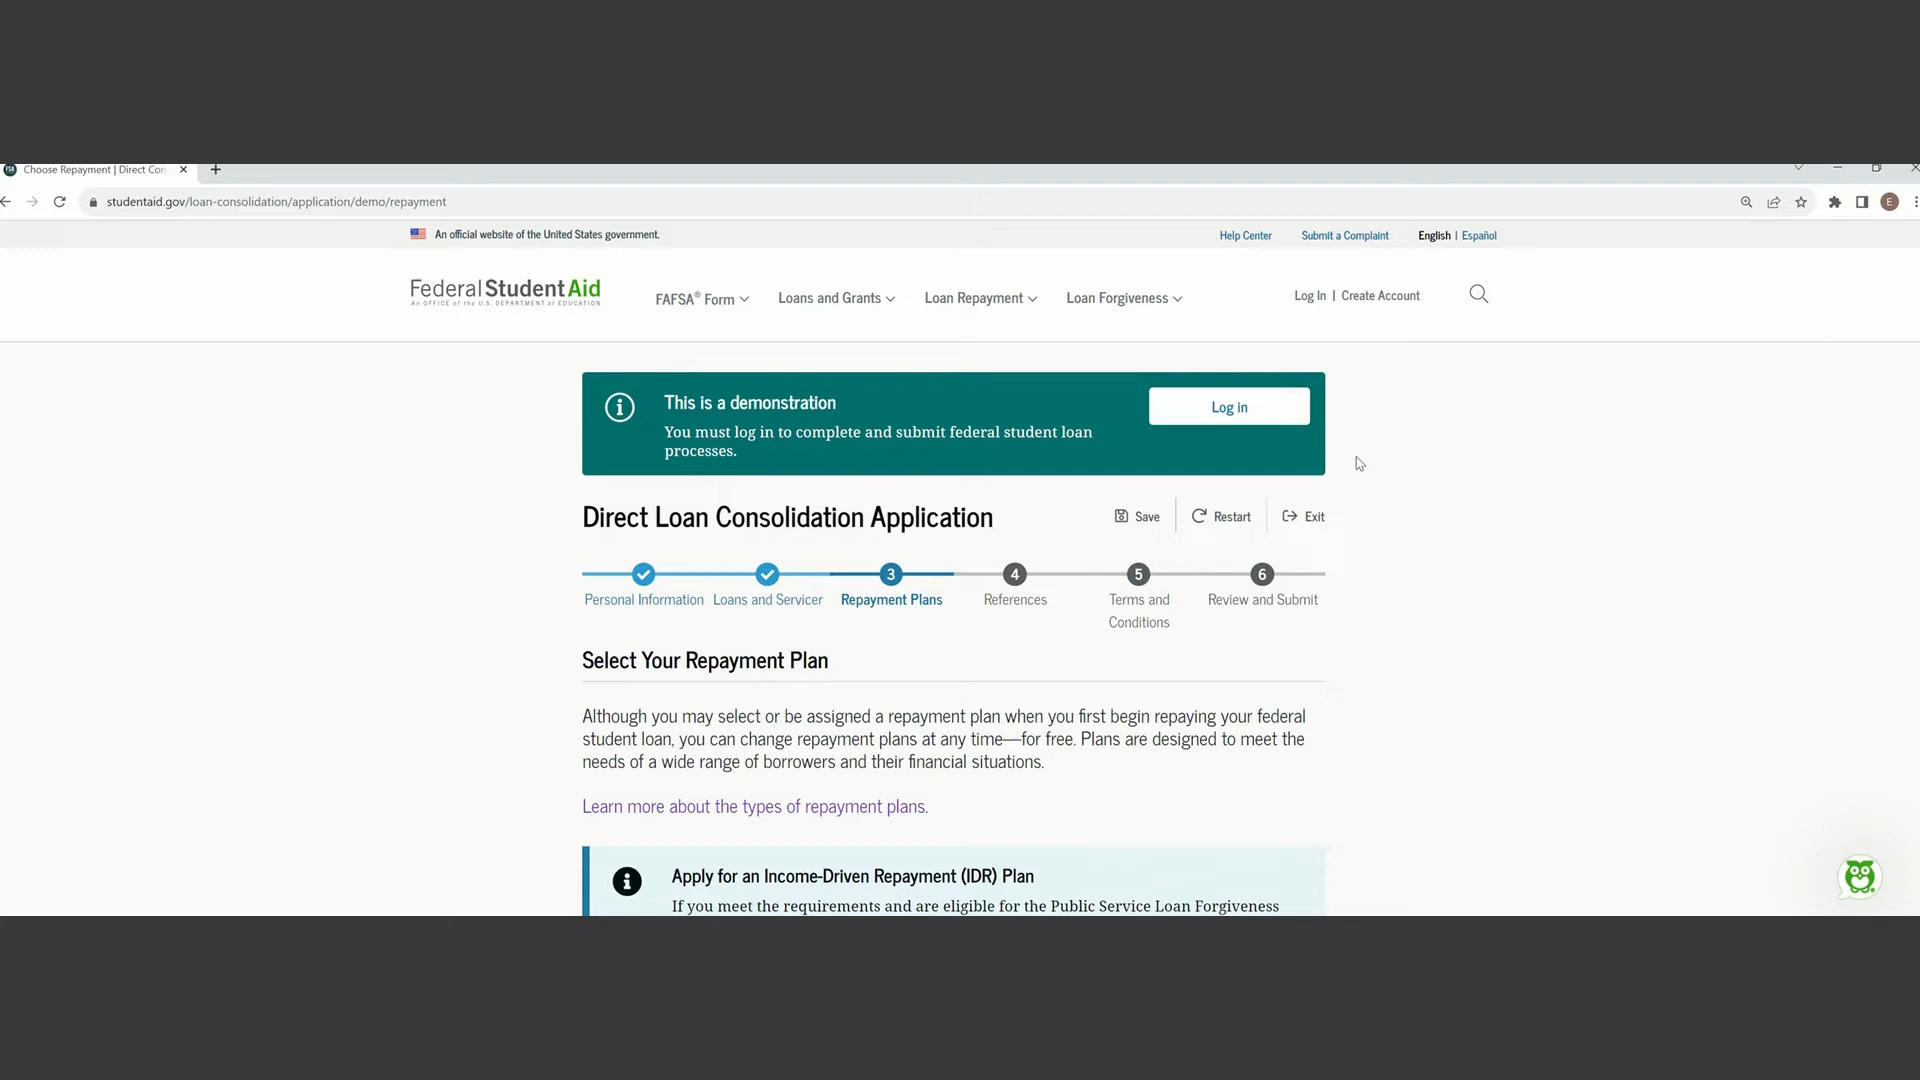 Choose Repayment | Direct Con
studentaid.gov/loan-consolidation/application/demo/repayment
E
An official website of the United States government.
Help Center
Submit a Complaint
English | Español
Federal Student Aid
An OFFICE of the U.S. DEPARTMENT of EDUCATION
FAFSA® Form
Loans and Grants
Loan Repayment
Loan Forgiveness
Log In | Create Account
This is a demonstration
You must log in to complete and submit federal student loan
processes.
Log in
Direct Loan Consolidation Application
Save
Restart
Exit
3
4
5
6
Personal Information
Loans and Servicer
Repayment Plans
References
Terms and
Conditions
Review and Submit
Select Your Repayment Plan
Although you may select or be assigned a repayment plan when you first begin repaying your federal
student loan, you can change repayment plans at any time—for free. Plans are designed to meet the
needs of a wide range of borrowers and their financial situations.
Learn more about the types of repayment plans.
Apply for an Income-Driven Repayment (IDR) Plan
If you meet the requirements and are eligible for the Public Service Loan Forgiveness